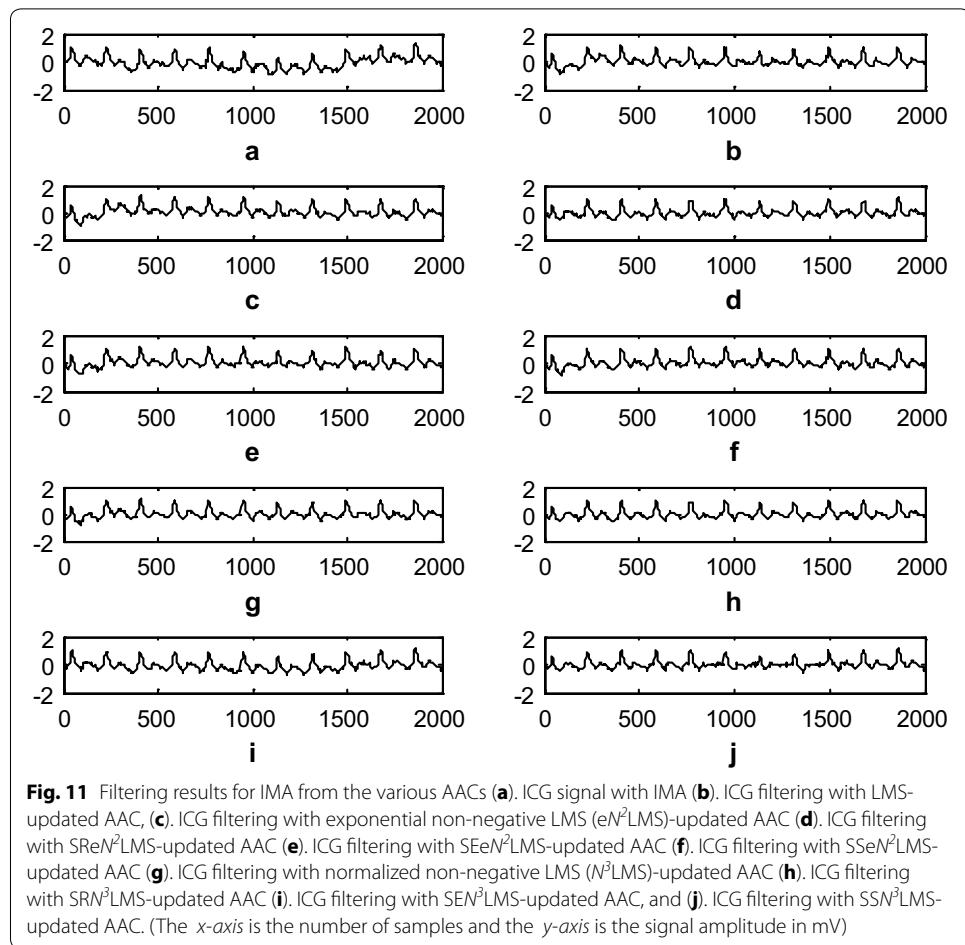 2
0
-2
0 500 1000 1500 2000
a
2
0
-2
0 500 1000 1500 2000
b
2
0
-2
0 500 1000 1500 2000
c
2
0
-2
0 500 1000 1500 2000
d
2
0
-2
0 500 1000 1500 2000
e
2
0
-2
0 500 1000 1500 2000
f
2
0
-2
0 500 1000 1500 2000
g
2
0
-2
0 500 1000 1500 2000
h
2
0
-2
0 500 1000 1500 2000
i
2
0
-2
0 500 1000 1500 2000
j
Fig. 11 Filtering results for IMA from the various AACs (a). ICG signal with IMA (b). ICG filtering with LMS-
updated AAC, (c). ICG filtering with exponential non-negative LMS (eN²LMS)-updated AAC (d). ICG filtering
with SReN²LMS-updated AAC (e). ICG filtering with SEeN²LMS-updated AAC (f). ICG filtering with SSeN²LMS-
updated AAC (g). ICG filtering with normalized non-negative LMS (N³LMS)-updated AAC (h). ICG filtering
with SRN³LMS-updated AAC (i). ICG filtering with SEN³LMS-updated AAC, and (j). ICG filtering with SSN³LMS-
updated AAC. (The x-axis is the number of samples and the y-axis is the signal amplitude in mV)